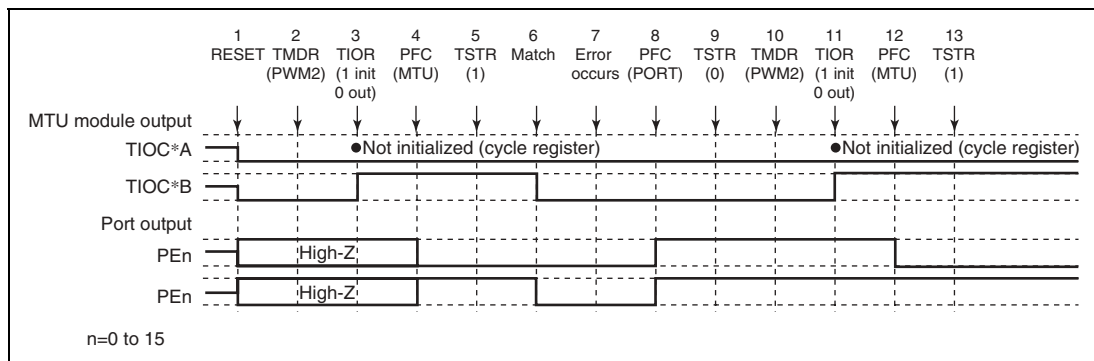 1 2 3 4 5 6 7 8 9 10 11 12 13
RESET TMDR TIOR PFC TSTR Match Error PFC TSTR TMDR TIOR PFC TSTR
(PWM2) (1 init (MTU) (1) occurs (PORT) (0) (PWM2) (1 init (MTU) (1)
0 out) 0 out)
MTU module output
TIOC*A ●Not initialized (cycle register) ●Not initialized (cycle register)
TIOC*B
Port output
PEn High-Z
PEn High-Z
n=0 to 15